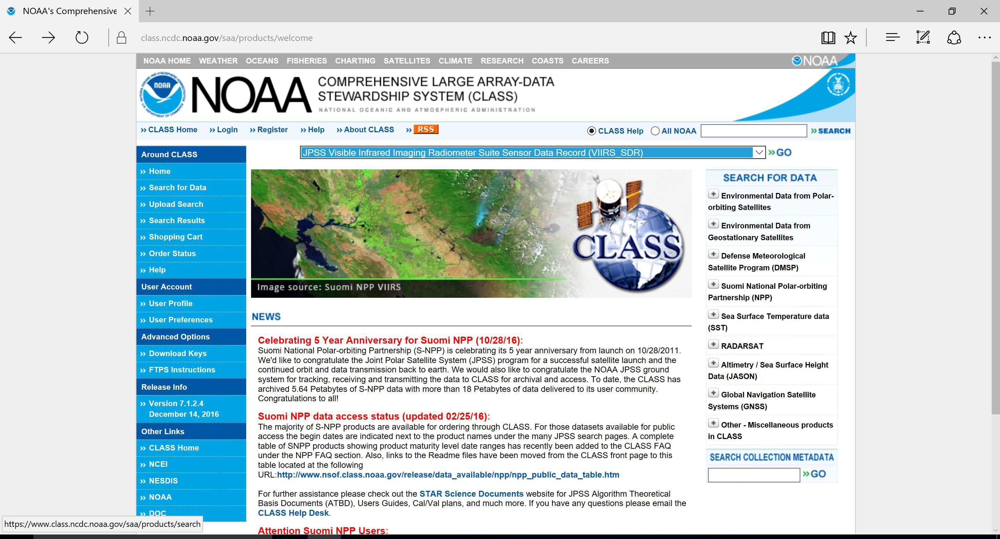 NOAA's Comprehensive
class.ncdc.noaa.gov/saa/products/welcome
NOAA HOME WEATHER OCEANS FISHERIES CHARTING SATELLITES CLIMATE RESEARCH COASTS CAREERS
NOAA
NOAA
NOAA
COMPREHENSIVE LARGE ARRAY-DATA
STEWARDSHIP SYSTEM (CLASS)
NATIONAL OCEANIC AND ATMOSPHERIC ADMINISTRATION
» CLASS Home » Login » Register » Help » About CLASS » RSS
CLASS Help All NOAA » SEARCH
JPSS Visible Infrared Imaging Radiometer Suite Sensor Data Record (VIIRS_SDR) » GO
Around CLASS
» Home
» Search for Data
» Upload Search
» Search Results
» Shopping Cart
» Order Status
» Help
User Account
» User Profile
» User Preferences
Advanced Options
» Download Keys
» FTPS Instructions
Release Info
» Version 7.1.2.4
December 14, 2016
Other Links
» CLASS Home
» NCEI
» NESDIS
» NOAA
» DOC
https://www.class.ncdc.noaa.gov/saa/products/search
CLASS
Image source: Suomi NPP VIIRS
NEWS
Celebrating 5 Year Anniversary for Suomi NPP (10/28/16):
Suomi National Polar-orbiting Partnership (S-NPP) is celebrating its 5 year anniversary from launch on 10/28/2011.
We'd like to congratulate the Joint Polar Satellite System (JPSS) program for a successful satellite launch and the
continued orbit and data transmission back to earth. We would also like to congratulate the NOAA JPSS ground
system for tracking, receiving and transmitting the data to CLASS for archival and access. To date, the CLASS has
archived 5.64 Petabytes of S-NPP data with more than 18 Petabytes of data delivered to its user community.
Congratulations to all!
Suomi NPP data access status (updated 02/25/16):
The majority of S-NPP products are available for ordering through CLASS. For those datasets available for public
access the begin dates are indicated next to the product names under the many JPSS search pages. A complete
table of SNPP products showing product maturity level date ranges has recently been added to the CLASS FAQ
under the NPP FAQ section. Also, links to the Readme files have been moved from the CLASS front page to this
table located at the following
URL:http://www.nsof.class.noaa.gov/release/data_available/npp/npp_public_data_table.htm
For further assistance please check out the STAR Science Documents website for JPSS Algorithm Theoretical
Basis Documents (ATBD), Users Guides, Cal/Val plans, and much more. If you have any questions please email the
CLASS Help Desk.
Attention Suomi NPP Users:
SEARCH FOR DATA
Environmental Data from Polar-
orbiting Satellites
Environmental Data from
Geostationary Satellites
Defense Meteorological
Satellite Program (DMSP)
Suomi National Polar-orbiting
Partnership (NPP)
Sea Surface Temperature data
(SST)
RADARSAT
Altimetry / Sea Surface Height
Data (JASON)
Global Navigation Satellite
Systems (GNSS)
Other - Miscellaneous products
in CLASS
SEARCH COLLECTION METADATA
» GO